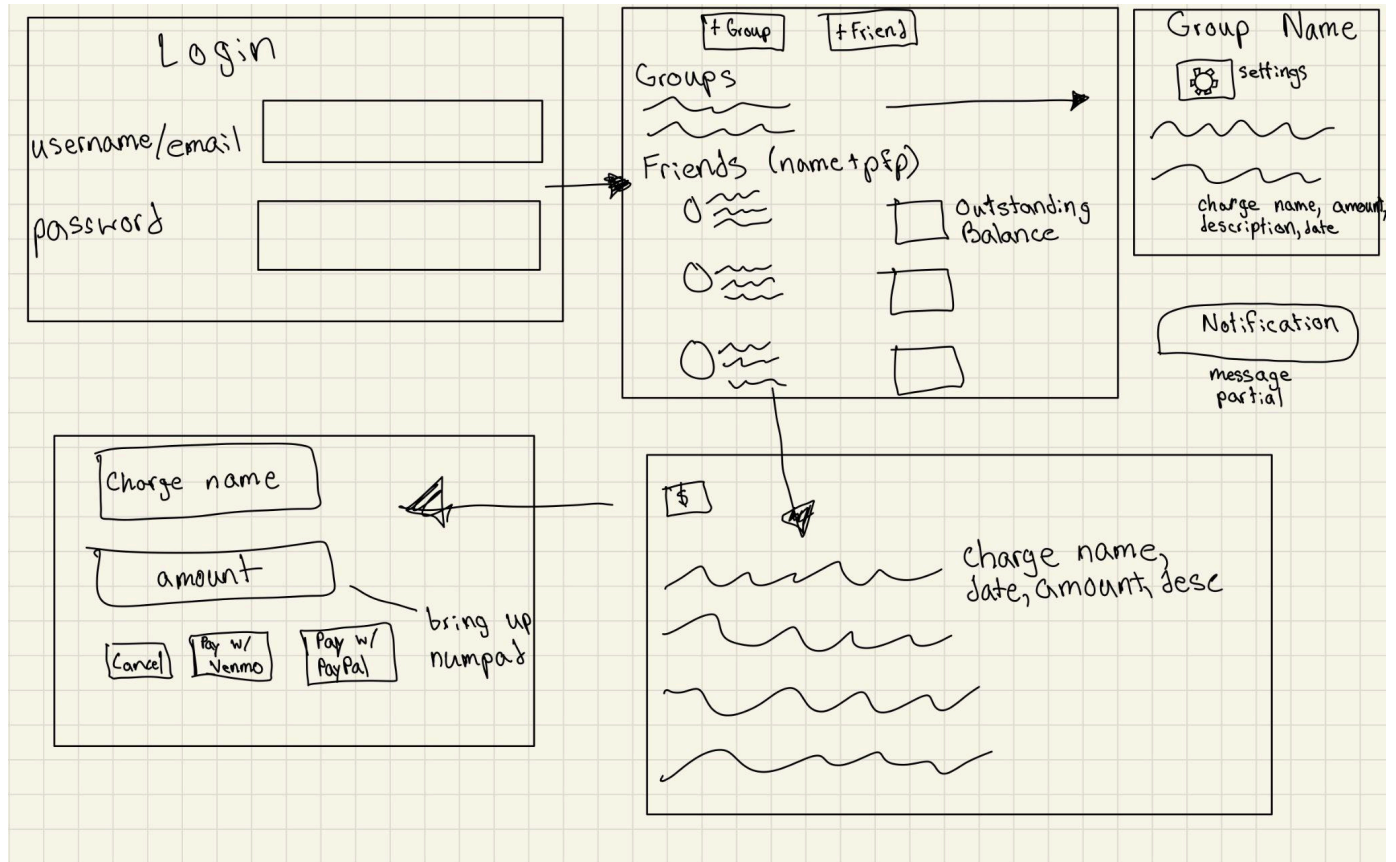 Login
username/email
password
+ Group
+ Friend
Groups
Friends (name+pfp)
Outstanding
Balance
Group Name
settings
charge name, amount,
description, date
Notification
message
partial
Charge name
amount
bring up
numpad
Cancel
Pay w/
Venmo
Pay w/
PayPal
$
charge name,
date, amount, desc